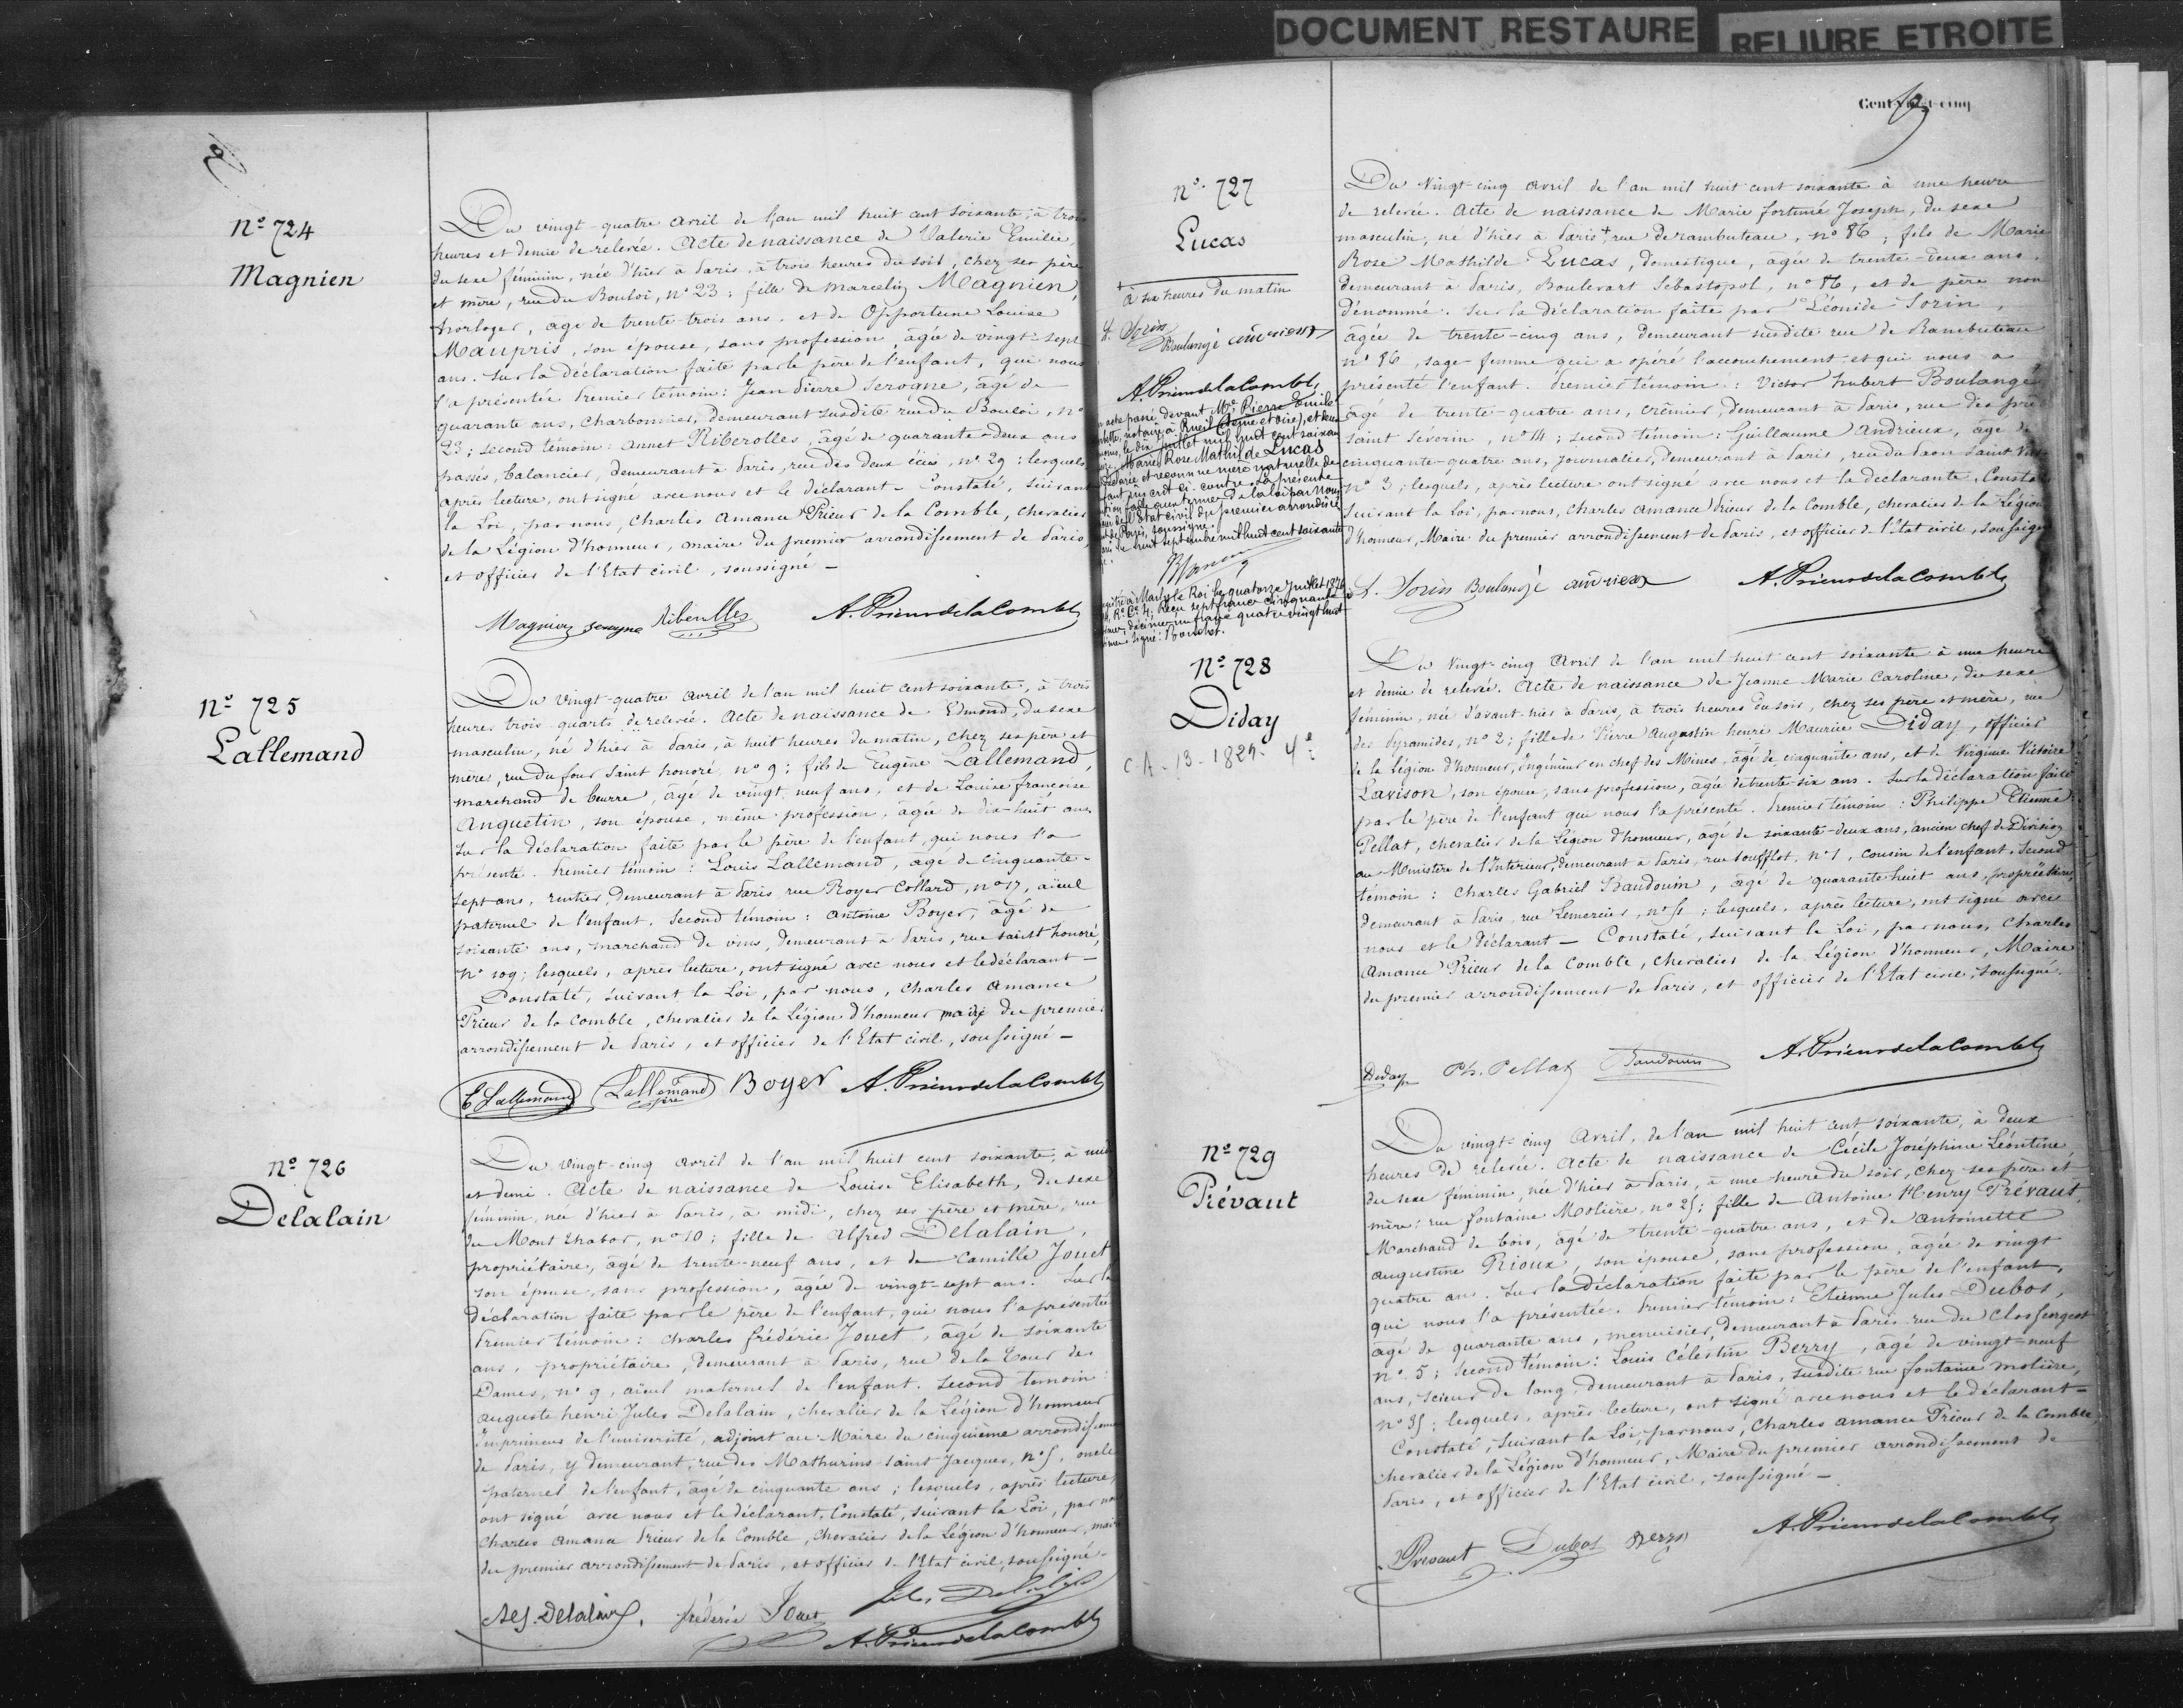 DOCUMENT RESTAURE
RELIURE ETROITE
Nº 724
Magnien
Du vingt-quatre avril de l'an mil huit cent soixante, à trois
heures et demie de relevée. Acte de naissance de Valerie Emilie,
du sexe féminin, née d'hier à Paris, à trois heures du soir, chez ses père
et mère, rue du Bouloi, nº 23; fille de Marcelin Magnien,
horloger, âgé de trente-trois ans, et de Opportune Louise
Maupris, son épouse, sans profession, âgée de vingt-sept
ans. Sur la déclaration faite par le père de l'enfant, qui nous
l'a présentée. Premier témoin: Jean Pierre Serogne, âgé de
quarante ans, charbonnier, demeurant susdite rue du Bouloi, nº
23; second témoin: annet Riberolles, âgé de quarante-deux ans
passés, balancier, demeurant à Paris, rue des deux écus, nº 29: lesquels
après lecture, ont signé avec nous et le déclarant - Constaté, suivant
la Loi, par nous, Charles Amance Prieur de la Comble, chevalier
de la Légion d'honneur, maire du premier arrondissement de Paris,
et officier de l'Etat civil, soussigné -
Magnien Serogne Riberolles A. Prieur de la Comble
Nº 725
Lallemand
Du vingt-quatre avril de l'an mil huit cent soixante, à trois
heures trois quarts de relevée. Acte de naissance de Edmond, du sexe
masculin, né d'hier à Paris, à huit heures du matin, chez ses père et
mère, rue du four Saint honoré, nº 9; fils de Eugène Lallemand,
marchand de beurre, âgé de vingt neuf ans, et de Louise françoise
Anquetin, son épouse, même profession, âgée de dix-huit ans
Sur la déclaration faite par le père de l'enfant, qui nous l'a
présenté. Premier témoin: Louis Lallemand, âgé de cinquante-
sept ans, rentier, demeurant à Paris rue Royer Collard, nº 17, aïeul
paternel de l'enfant. Second témoin: antoine Boyer, âgé de
soixante ans, marchand de vins, demeurant à Paris, rue saint honoré,
nº 109; lesquels, après lecture, ont signé avec nous et le déclarant -
Constaté, suivant la Loi, par nous, Charles amance
Prieur de la Comble, chevalier de la Légion d'honneur maire du premier
arrondissement de Paris, et officier de l'Etat civil, soussigné -
E Lallemand Lallemand père Boyer A. Prieur de la Comble
Nº 726
Delalain
Du vingt-cinq avril de l'an mil huit cent soixante, à midi
et demi. Acte de naissance de Louise Elisabeth, du sexe
féminin, née d'hier à Paris, à midi, chez ses père et mère, rue
du Mont thabor, nº 10; fille de Alfred Delalain,
propriétaire, âgé de trente-neuf ans, et de Camille Jouet
son épouse, sans profession, âgée de vingt-sept ans. Sur la
déclaration faite par le père de l'enfant, qui nous l'a présentée
Premier témoin: Charles frédéric Jouet, âgé de soixante
ans, propriétaire, demeurant à Paris, rue de la Tour des
Dames, nº 9, aïeul maternel de l'enfant. Second temoin:
auguste henri Jules Delalain, chevalier de la Légion d'honneur
imprimeur de l'université, adjoint au Maire du cinquième arrondissement
de Paris, y demeurant, rue des Mathurins saint Jacques, nº 5, oncle
paternel de l'enfant, âgé de cinquante ans; lesquels, après lecture,
ont signé avec nous et le déclarant. Constaté, suivant la Loi, par nous
Charles Amance Prieur de la Comble, chevalier de la Légion d'honneur, maire
du premier arrondissement de Paris, et officier de l'Etat civil, soussigné -
Alf. Delalain. frédéric Jouet Jules Delalain
A. Prieur de la Comble
Cent vingt-cinq
nº 727
Lucas
à six heures du matin
L. Sorin
Boulangé andrieux
A. Prieur de la Comble
acte passé devant Me Pierre Emile
notaire à Rueil (Seine et Oise), et
le dix juillet mil huit cent soixante
Marie Rose Mathilde Lucas
déclarée et reconnue mère naturelle de
inscrit ci-contre. La présente
faite aux termes de la loi par nous
de l'état civil du premier arrondissement
de Paris, soussigné.
le huit septembre mil huit cent soixante
à Marly le Roi le quatorze juillet 1876
Rº Cº 4. Reçu sept francs cinquante
décimes un franc quatre vingt huit
signé: Bouchet.
Du Vingt-cinq avril de l'an mil huit cent soixante à une heure
de relevée. Acte de naissance de Marie fortuné Joseph, du sexe
masculin, né d'hier à Paris +, rue de rambuteau, nº 86; fils de Marie
Rose Mathilde Lucas, domestique, âgée de trente-deux ans,
demeurant à Paris, Boulevart Sébastopol, nº 86, et de père non
dénommé. Sur la déclaration faite par Léonide Sorin,
âgée de trente-cinq ans, demeurant susdite rue de Rambuteau
nº 86, sage-femme qui a opéré l'accouchement et qui nous a
présenté l'enfant. Premier témoin: Victor hubert Boulangé
âgé de trente-quatre ans, crêmier, demeurant à Paris, rue des prêtres
saint Severin, nº 14; second témoin: Guillaume Andrieux, âgé de
cinquante-quatre ans, journalier, demeurant à Paris, rue du Paon Saint
nº 3; lesquels, après lecture ont signé avec nous et la déclarante. Constaté
suivant la Loi, par nous, Charles Amance Prieur de la Comble, chevalier de la Légion
d'honneur, Maire du premier arrondissement de Paris, et officier de l'Etat civil, soussigné
L. Sorin Boulangé andrieux A. Prieur de la Comble
Nº 728
Diday
Du Vingt-cinq Avril de l'an mil huit cent soixante à une heure
et demie de relevée. Acte de naissance de Jeanne Marie Caroline, du sexe
féminin, née d'avant-hier à Paris, à trois heures du soir, chez ses père et mère, rue
des Pyramides, nº 2; fille de Pierre Augustin henri Maurice Diday, officier
de la Légion d'honneur, ingénieur en chef des Mines, âgé de cinquante ans, et de Virginie Victoire
Lavison, son épouse, sans profession, âgée de trente-six ans. Sur la déclaration faite
par le père de l'enfant qui nous l'a présenté. Premier témoin: Philippe Etienne
Pellat, chevalier de la Légion d'honneur, âgé de soixante-deux ans, ancien chef de Division
au Ministère de l'Intérieur, demeurant à Paris, rue Soufflot, nº 1, cousin de l'enfant. Second
témoin: Charles Gabriel Baudouin, âgé de quarante huit ans, propriétaire,
demeurant à Paris, rue Lemercier, nº 51; lesquels, après lecture, ont signé avec
nous et le déclarant - Constaté, suivant la Loi, par nous, Charles
Amance Prieur de la Comble, chevalier de la Légion d'honneur, Maire
du premier arrondissement de Paris, et officier de l'Etat civil, soussigné.
Diday Ph. Pellat Baudouin A. Prieur de la Comble
Nº 729
Prévaut
Du vingt-cinq Avril, de l'an mil huit cent soixante, à deux
heures de relevée. Acte de naissance de Cécile Joséphine Léontine,
du sexe féminin, née d'hier à Paris, à une heure du soir, chez ses père et
mère: rue fontaine Molière, nº 25; fille de Antoine Henry Prévaut,
Marchand de bois, âgé de trente-quatre ans, et de Antoinette
augustine Rioux, son épouse, sans profession, âgée de vingt
quatre ans. Sur la déclaration faite par le père de l'enfant,
qui nous l'a présentée. Premier témoin: Etienne Jules Dubos,
âgé de quarante ans, menuisier, demeurant à Paris rue du Clos Georgeot
nº 5; Second témoin: Louis Célestin Berry, âgé de vingt-neuf
ans, scieur de long, demeurant à Paris, susdite rue fontaine molière,
nº 35; lesquels, après lecture, ont signé avec nous et le déclarant -
Constaté, suivant la Loi, par nous, Charles amance Prieur de la Comble
chevalier de la Légion d'honneur, Maire du premier arrondissement de
Paris, et officier de l'Etat civil, soussigné -
Prevaut Dubos Berry A. Prieur de la Comble